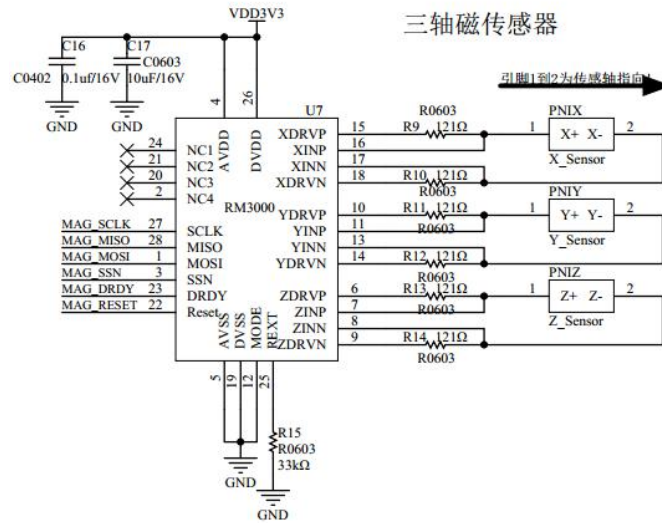 VDD3V3
三轴磁传感器
C16
C0402
0.1uf/16V
C17
C0603
10uF/16V
GND
GND
引脚1到2为传感轴指向
4
26
U7
AVDD
DVDD
24
NC1
21
NC2
20
NC3
2
NC4
RM3000
MAG_SCLK
27
SCLK
MAG_MISO
28
MISO
MAG_MOSI
1
MOSI
MAG_SSN
3
SSN
MAG_DRDY
23
DRDY
MAG_RESET
22
Reset
XDRVP
15
XINP
16
XINN
17
XDRVN
18
YDRVP
10
YINP
11
YINN
13
YDRVN
14
ZDRVP
6
ZINP
7
ZINN
8
ZDRVN
9
R0603
R9
121Ω
R10
121Ω
R0603
R11
121Ω
R0603
R12
121Ω
R0603
R13
121Ω
R0603
R14
121Ω
R0603
PNIX
1
X+ X-
2
X_Sensor
PNIY
1
Y+ Y-
2
Y_Sensor
PNIZ
1
Z+ Z-
2
Z_Sensor
AVSS
DVSS
MODE
REXT
5
19
12
25
GND
R15
R0603
33kΩ
GND